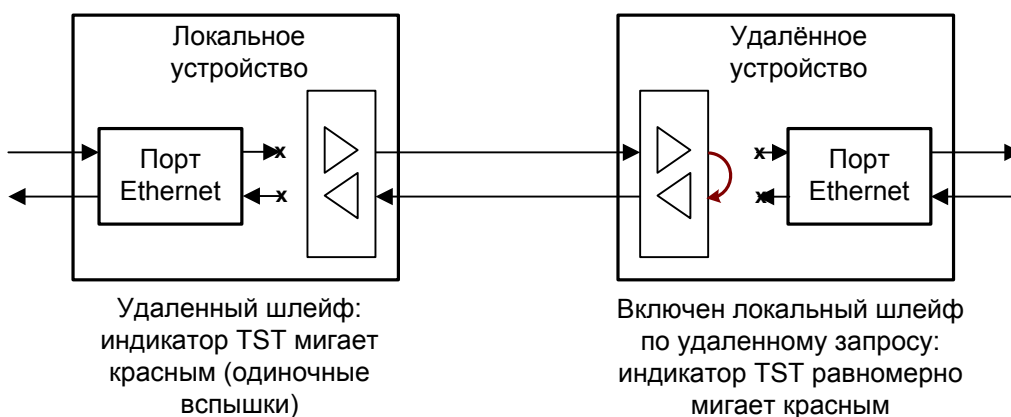 Локальное
устройство
Удалённое
устройство
Порт
Ethernet
x
x
x
x
Порт
Ethernet
Удаленный шлейф:
индикатор TST мигает
красным (одиночные
вспышки)
Включен локальный шлейф
по удаленному запросу:
индикатор TST равномерно
мигает красным